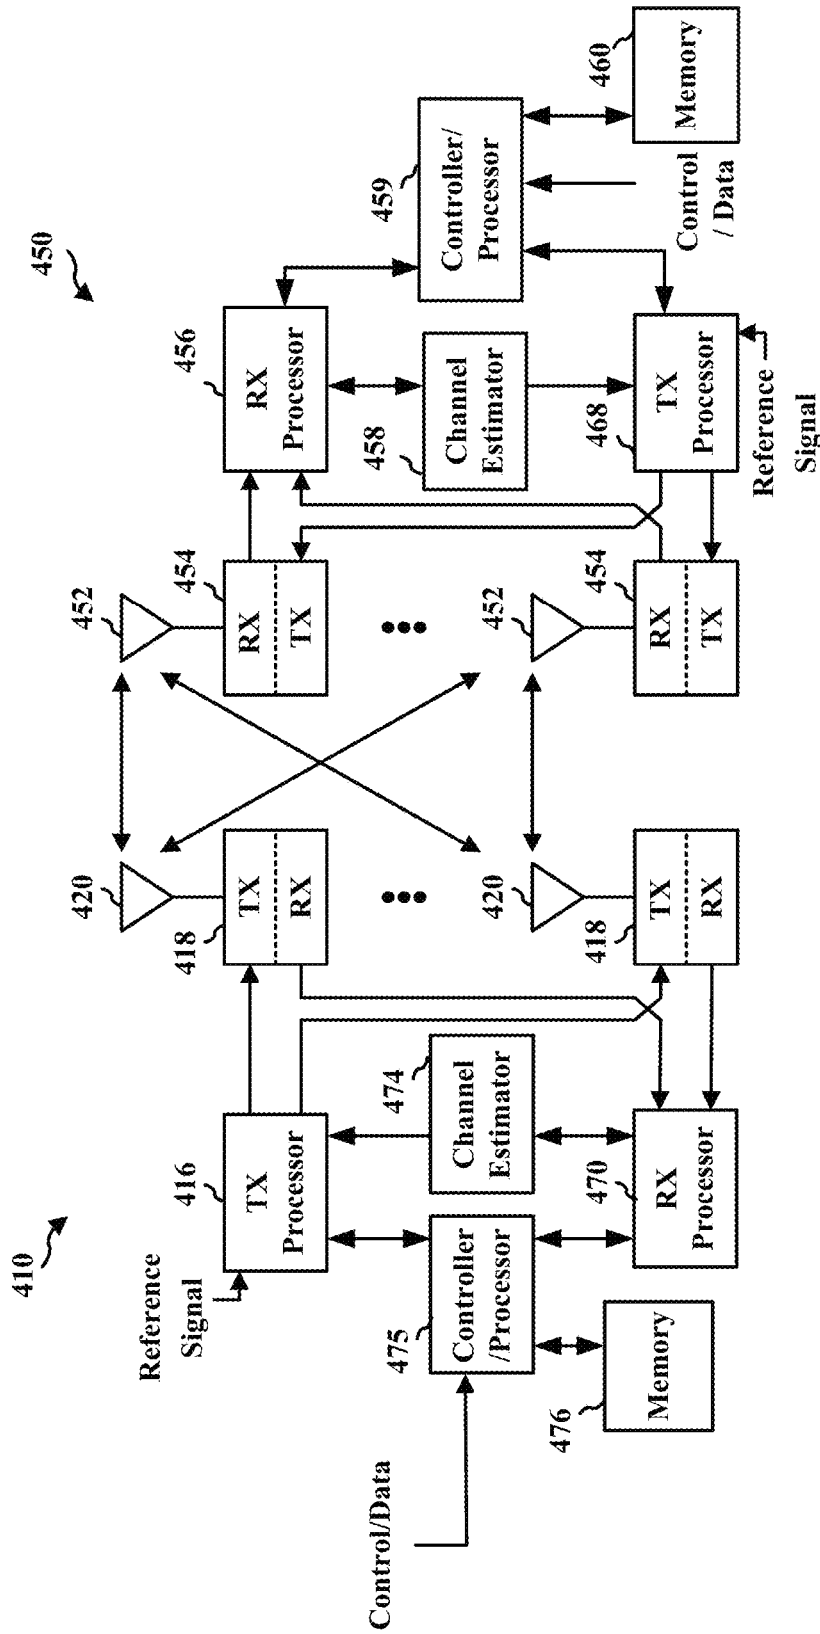 410
450
Control/Data
Reference
Signal
416
TX
Processor
475
Controller
/Processor
476
Memory
474
Channel
Estimator
470
RX
Processor
420
418
TX
RX
420
418
TX
RX
452
454
RX
TX
452
454
RX
TX
456
RX
Processor
458
Channel
Estimator
468
TX
Processor
Reference
Signal
459
Controller/
Processor
Control
/ Data
460
Memory